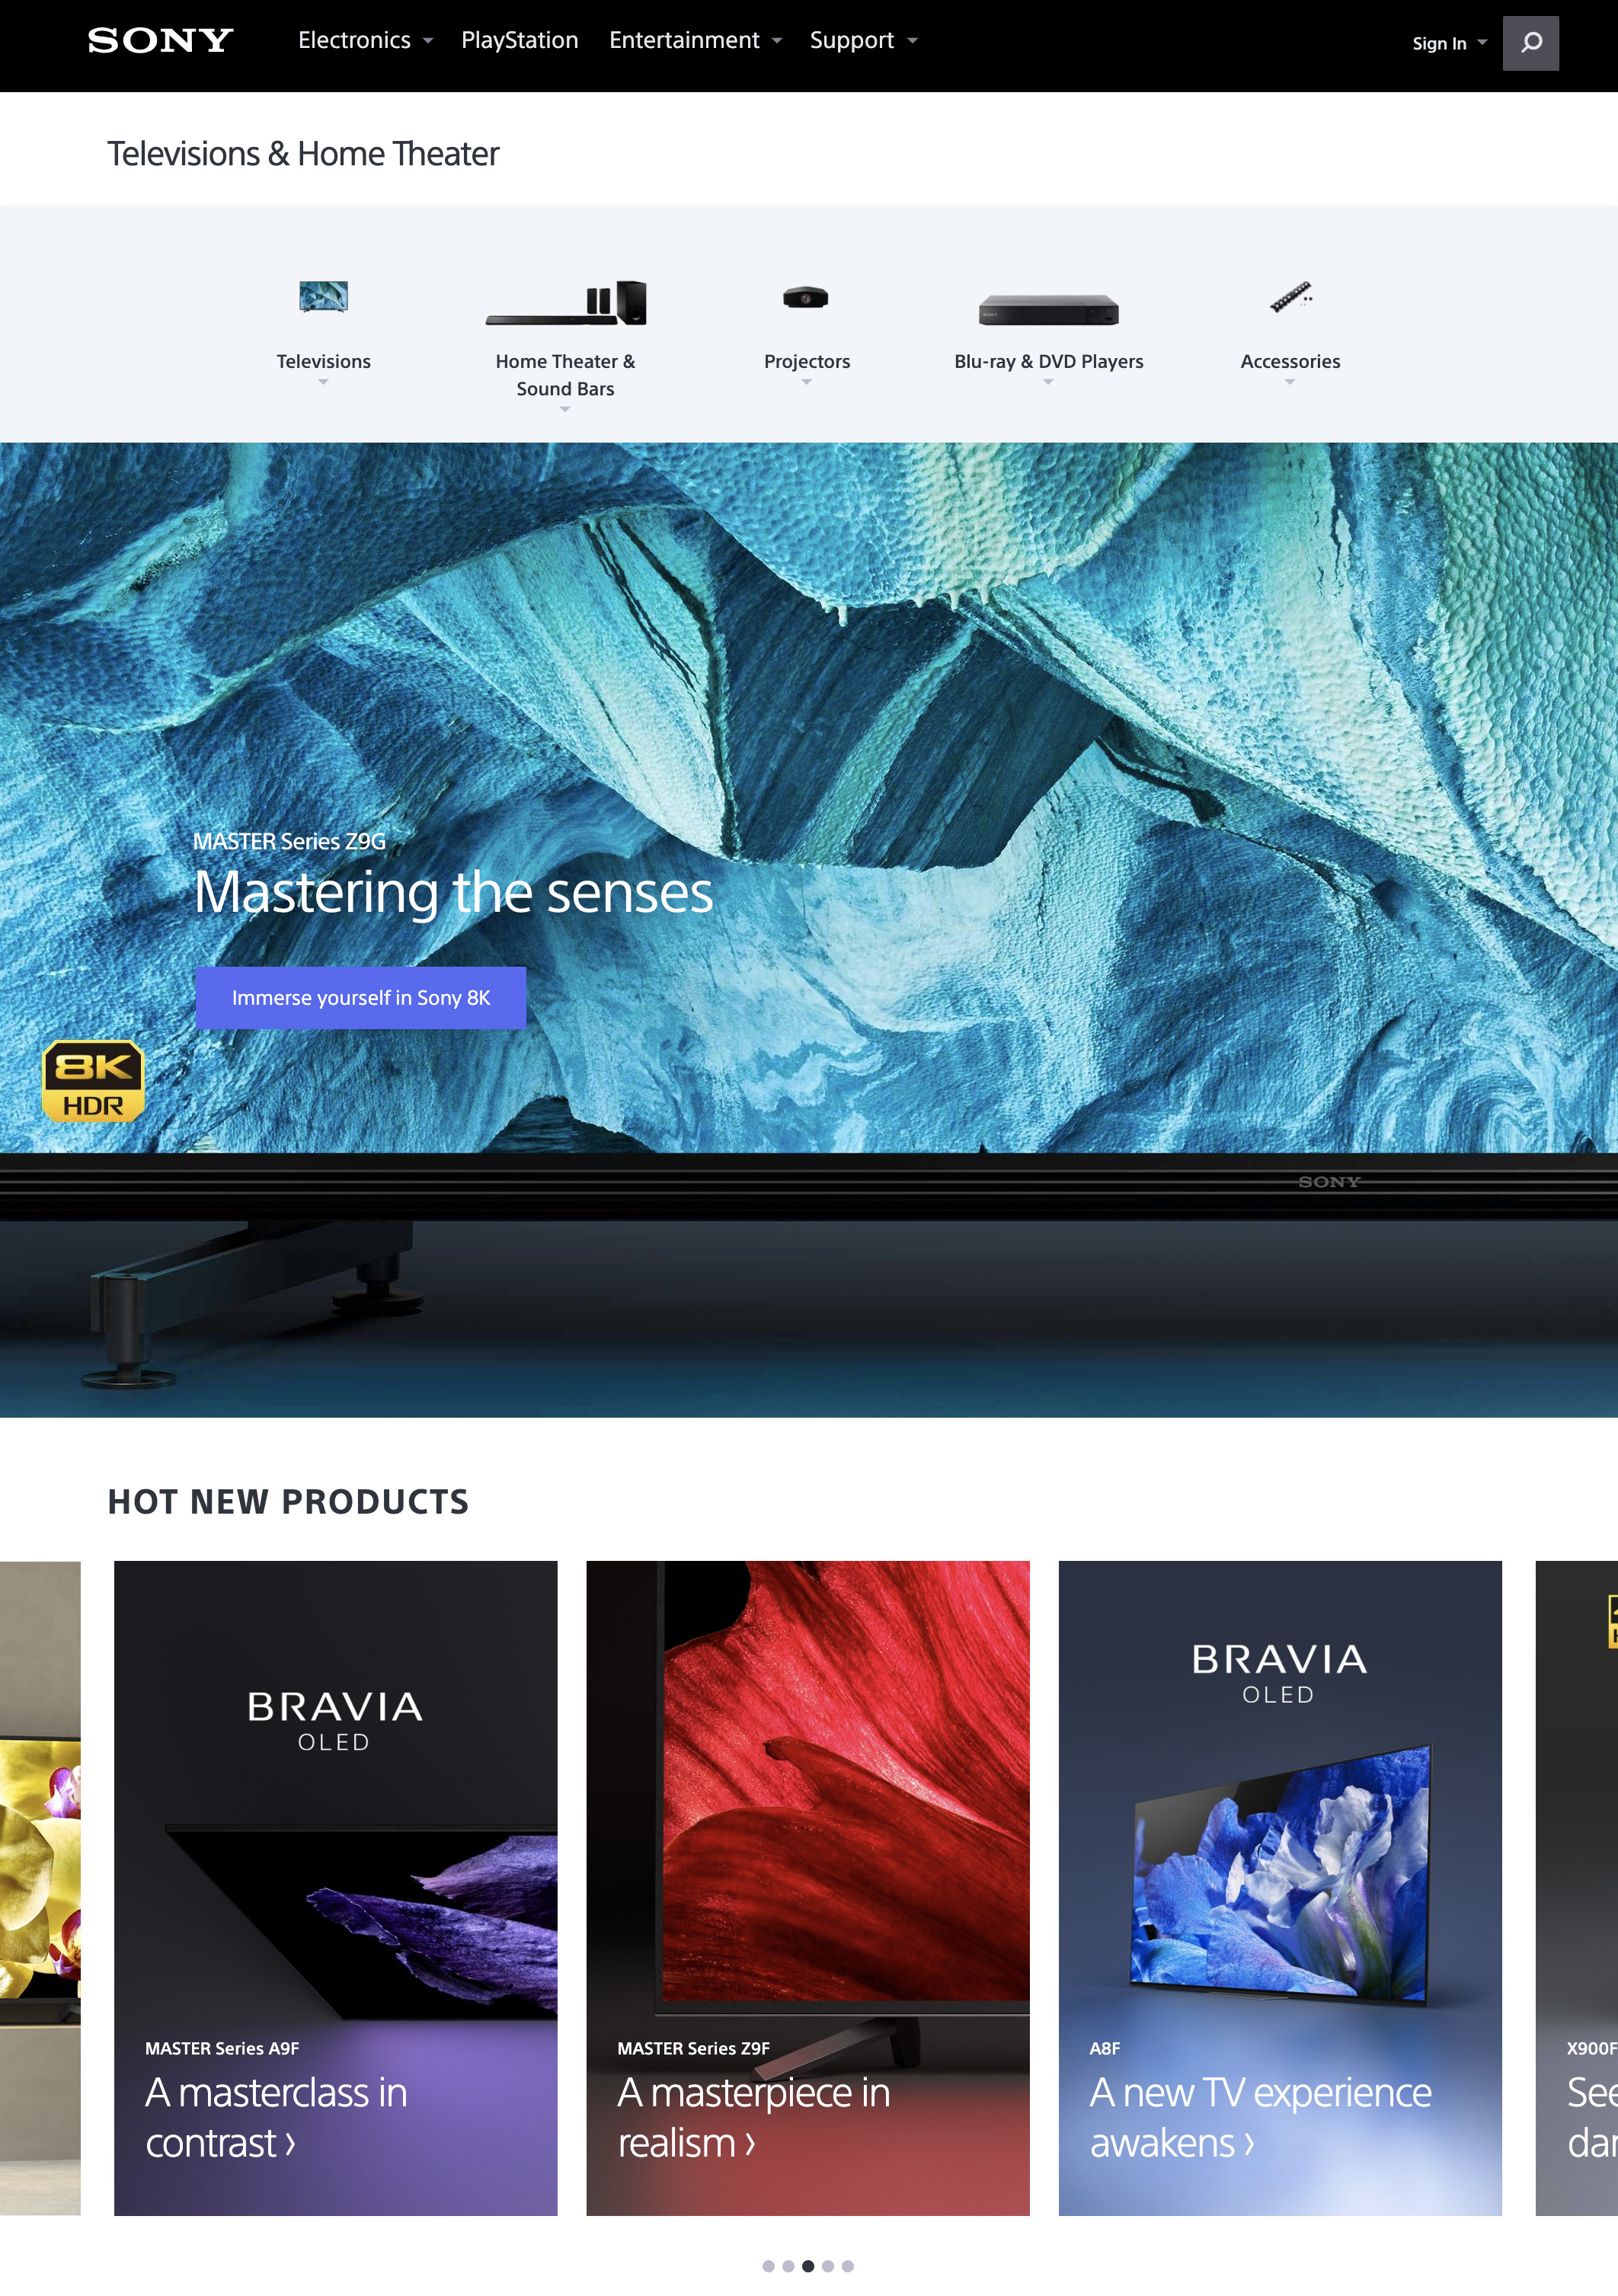 SONY
Electronics
PlayStation
Entertainment
Support
Sign In
Televisions & Home Theater
Televisions
Home Theater &
Sound Bars
Projectors
Blu-ray & DVD Players
Accessories
MASTER Series Z9G
Mastering the senses
Immerse yourself in Sony 8K
8K
HDR
SONY
HOT NEW PRODUCTS
BRAVIA
OLED
MASTER Series A9F
A masterclass in
contrast ›
MASTER Series Z9F
A masterpiece in
realism ›
BRAVIA
OLED
A8F
A new TV experience
awakens ›
X900F
See